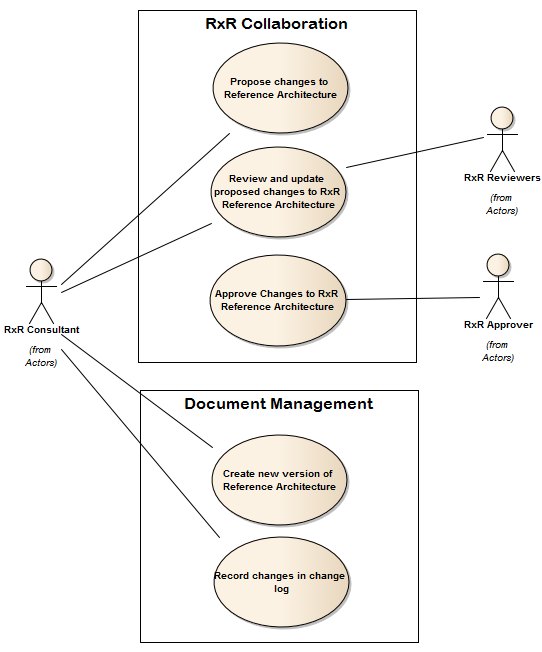 RxR Collaboration
Propose changes to
Reference Architecture
Review and update
proposed changes to RxR
Reference Architecture
RxR Reviewers
(from
Actors)
Approve Changes to RxR
Reference Architecture
RxR Consultant
(from
Actors)
RxR Approver
(from
Actors)
Document Management
Create new version of
Reference Architecture
Record changes in change
log